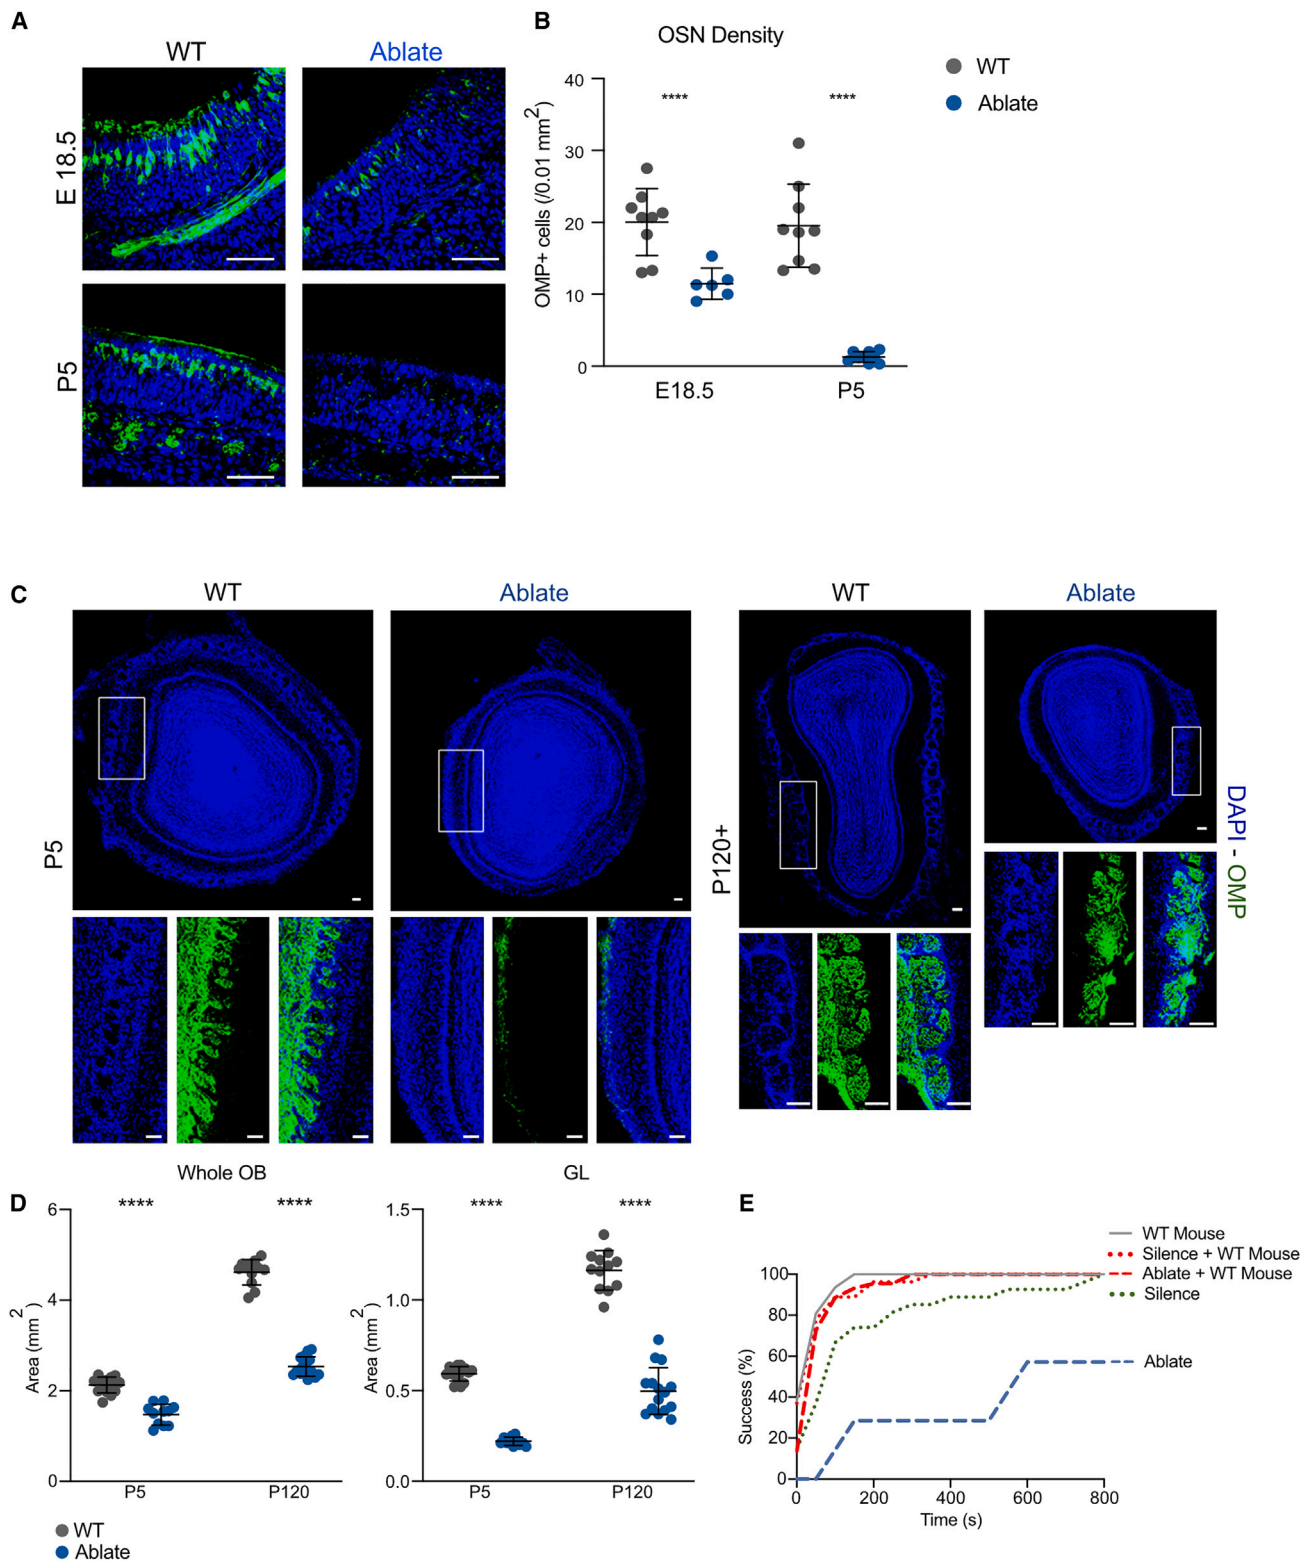 A
WT
Ablate
E 18.5
P5
B
OSN Density
WT
Ablate
****
****
OMP+ cells (/0.01 mm2)
40
30
20
10
0
E18.5
P5
C
WT
Ablate
WT
Ablate
P5
P120+
DAPI - OMP
D
Whole OB
****
****
Area (mm2)
6
4
2
0
P5
P120
GL
****
****
Area (mm2)
1.5
1.0
0.5
0.0
P5
P120
WT
Ablate
E
WT Mouse
Silence + WT Mouse
Ablate + WT Mouse
Silence
Ablate
Success (%)
100
80
60
40
20
0
0
200
400
600
800
Time (s)